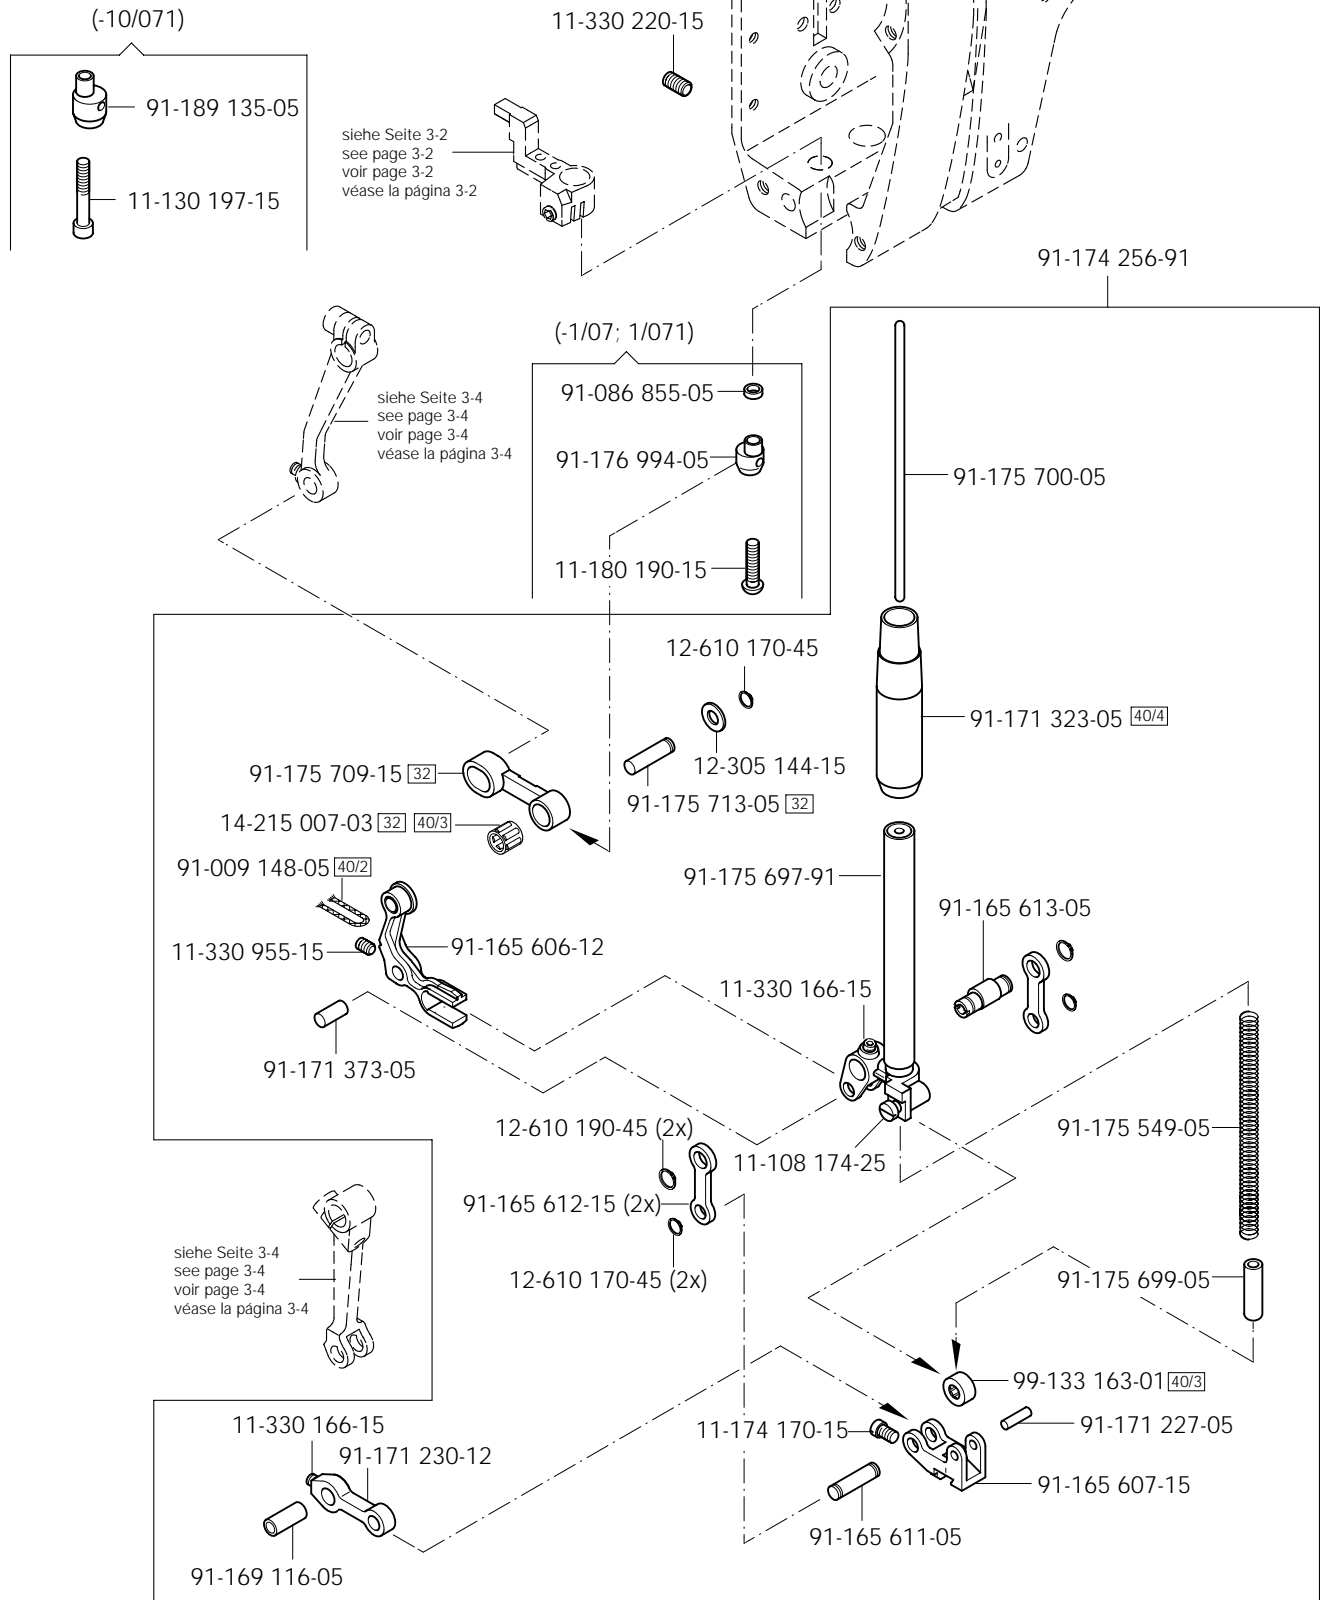 (-10/071)
11-330 220-15
91-189 135-05
siehe Seite 3-2
see page 3-2
voir page 3-2
véase la página 3-2
11-130 197-15
91-174 256-91
(-1/07; 1/071)
91-086 855-05
siehe Seite 3-4
see page 3-4
voir page 3-4
véase la página 3-4
91-176 994-05
91-175 700-05
11-180 190-15
12-610 170-45
91-171 323-05 40/4
12-305 144-15
91-175 709-15 32
91-175 713-05 32
14-215 007-03 32 40/3
91-009 148-05 40/2
91-175 697-91
91-165 613-05
11-330 955-15
91-165 606-12
11-330 166-15
91-171 373-05
12-610 190-45 (2x)
91-175 549-05
11-108 174-25
91-165 612-15 (2x)
siehe Seite 3-4
see page 3-4
voir page 3-4
véase la página 3-4
12-610 170-45 (2x)
91-175 699-05
99-133 163-01 40/3
11-330 166-15
11-174 170-15
91-171 227-05
91-171 230-12
91-165 607-15
91-165 611-05
91-169 116-05